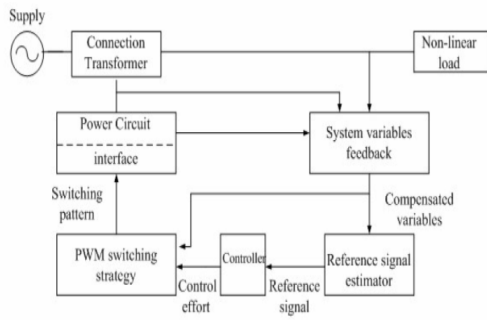 Supply
Connection
Transformer
Non-linear
load
Power Circuit
interface
System variables
feedback
Switching
pattern
Compensated
variables
PWM switching
strategy
Controller
Reference signal
estimator
Control
effort
Reference
signal